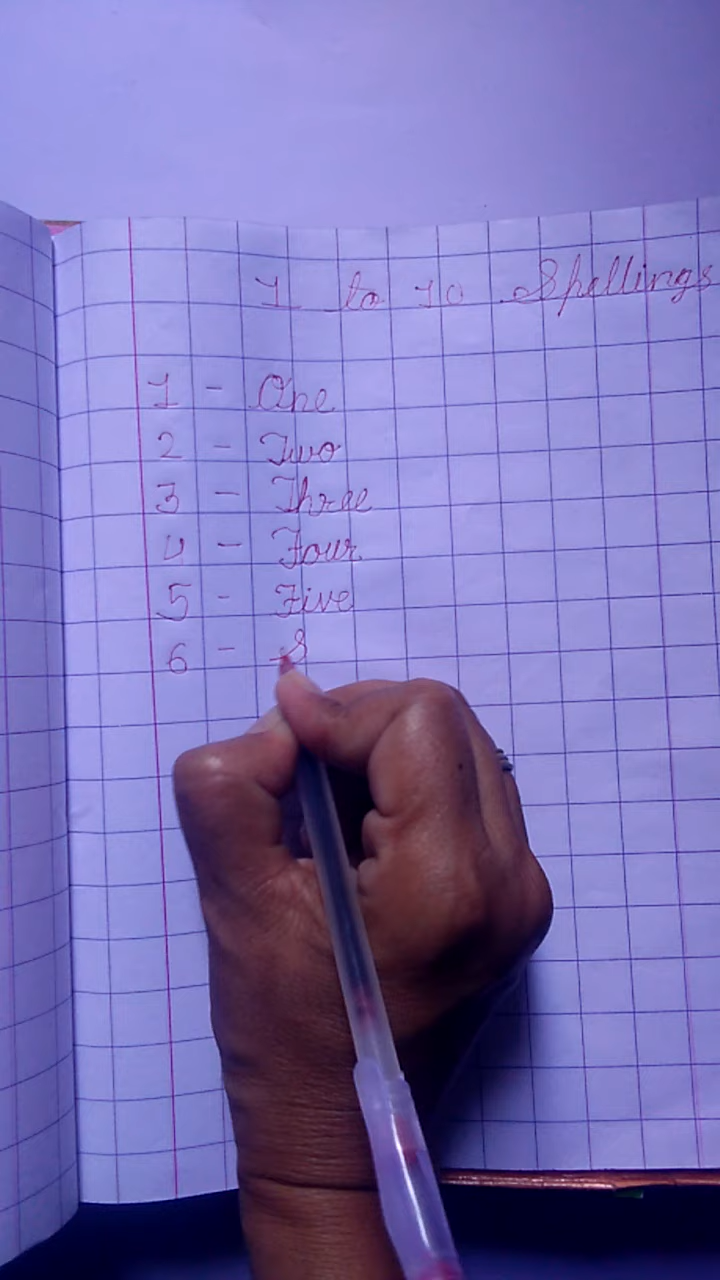 1 to 10 Spellings
1 - One
2 - Two
3 - Three
4 - Four
5 - Five
6 - S